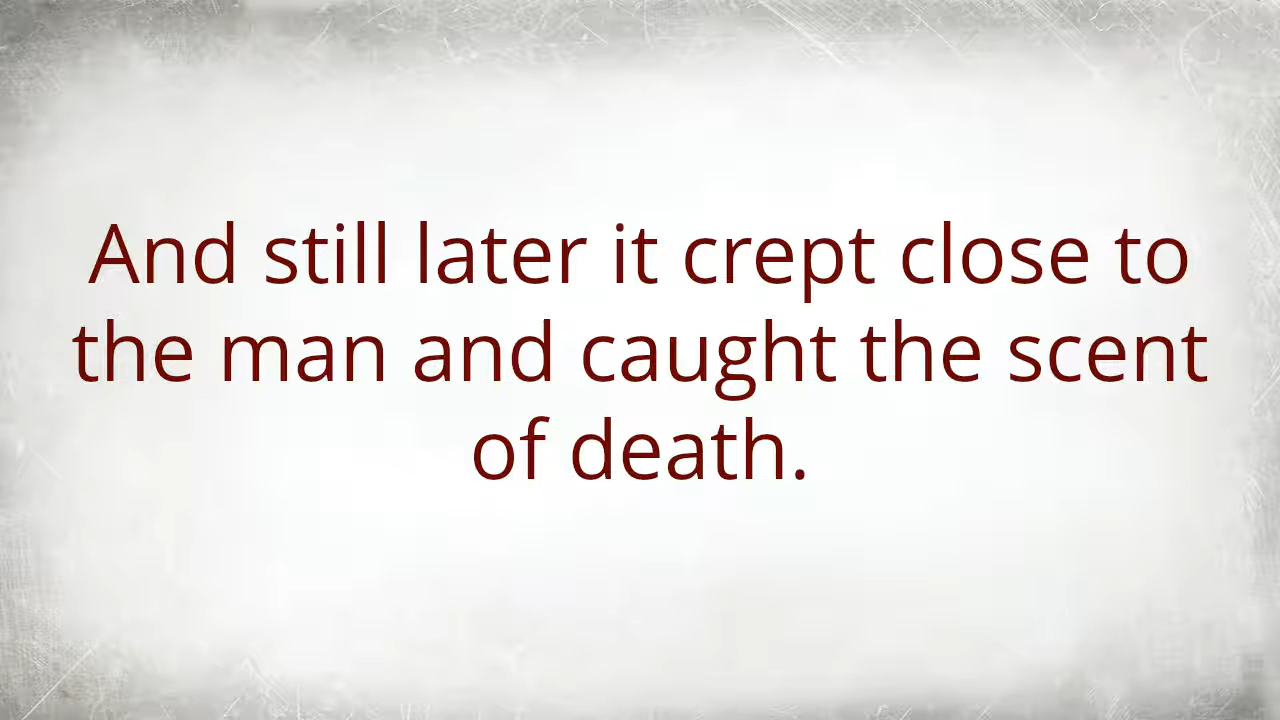 And still later it crept close to
the man and caught the scent
of death.